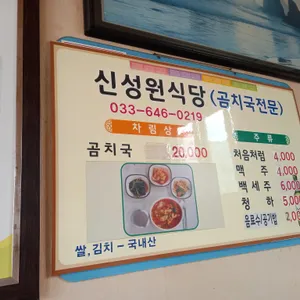 신성원식당(곰치국전문)
033-646-0219
차림상
곰치국 20,000
주류
처음처럼 4,000
맥주 4,000
백세주 6,000
청하 5,000
음료수/공기밥
쌀,김치 - 국내산